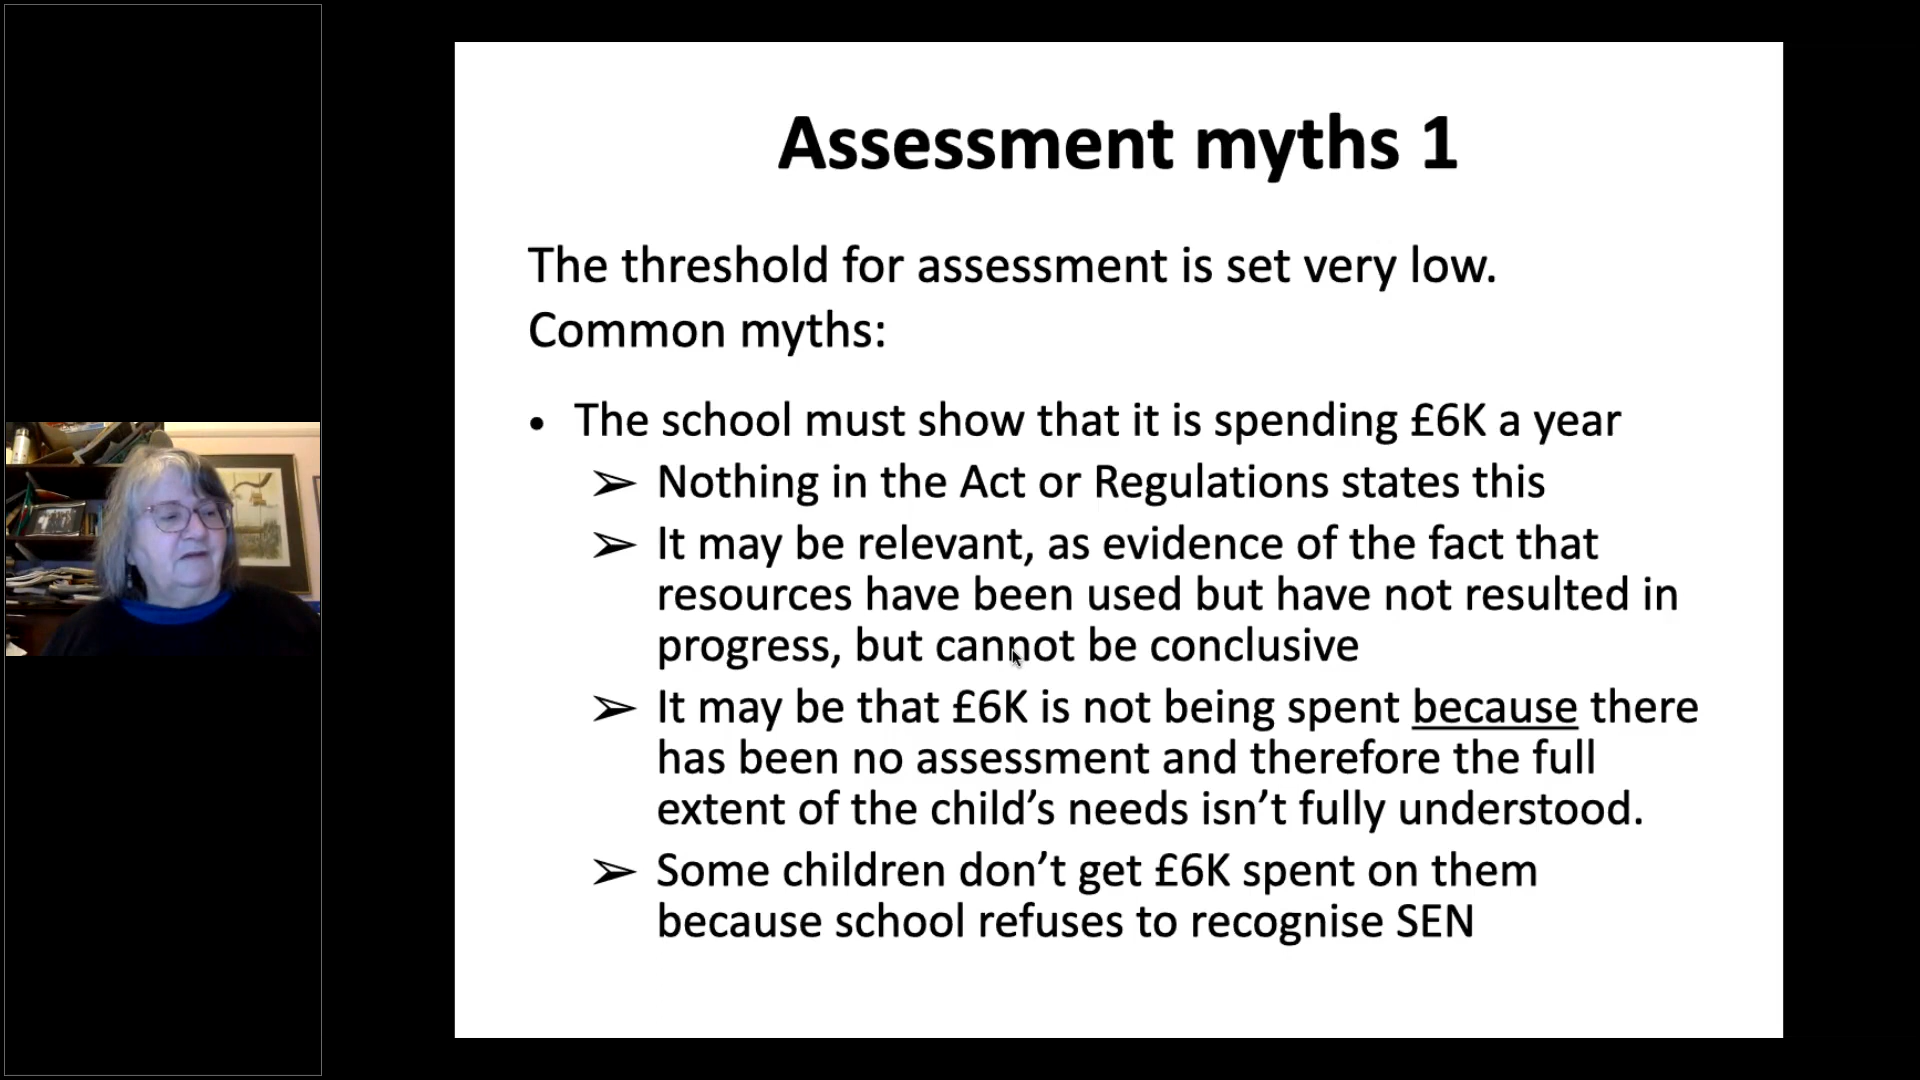 Assessment myths 1
The threshold for assessment is set very low.
Common myths:
• The school must show that it is spending £6K a year
➢ Nothing in the Act or Regulations states this
➢ It may be relevant, as evidence of the fact that
resources have been used but have not resulted in
progress, but cannot be conclusive
➢ It may be that £6K is not being spent because there
has been no assessment and therefore the full
extent of the child’s needs isn’t fully understood.
➢ Some children don’t get £6K spent on them
because school refuses to recognise SEN